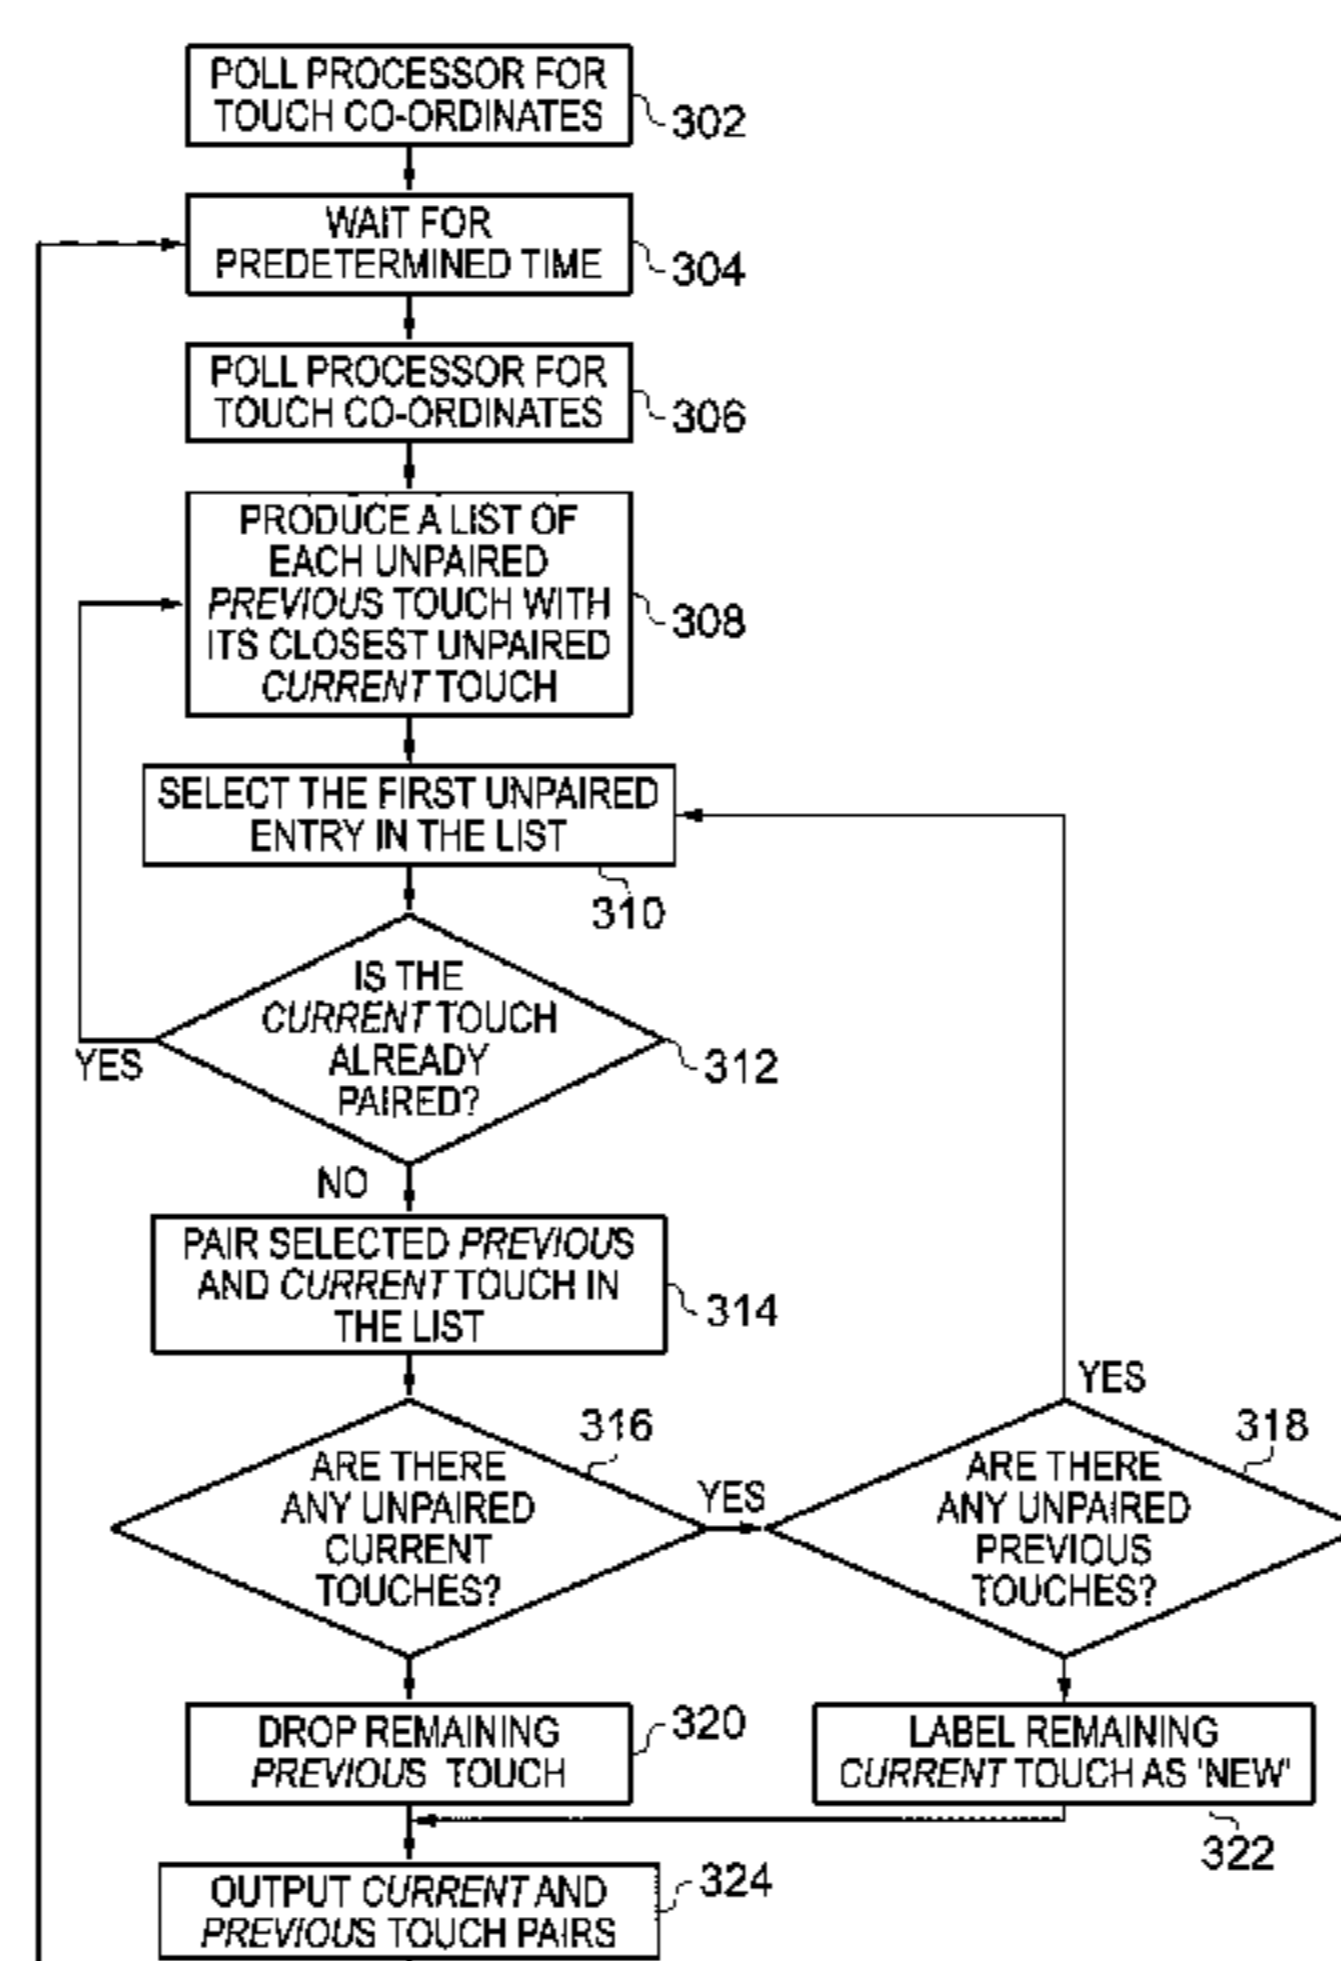 POLL PROCESSOR FOR
TOUCH CO-ORDINATES
302
WAIT FOR
PREDETERMINED TIME
304
POLL PROCESSOR FOR
TOUCH CO-ORDINATES
306
PRODUCE A LIST OF
EACH UNPAIRED
PREVIOUS TOUCH WITH
ITS CLOSEST UNPAIRED
CURRENT TOUCH
308
SELECT THE FIRST UNPAIRED
ENTRY IN THE LIST
310
IS THE
CURRENT TOUCH
ALREADY
PAIRED?
312
YES
NO
PAIR SELECTED PREVIOUS
AND CURRENT TOUCH IN
THE LIST
314
ARE THERE
ANY UNPAIRED
CURRENT
TOUCHES?
316
YES
YES
ARE THERE
ANY UNPAIRED
PREVIOUS
TOUCHES?
318
DROP REMAINING
PREVIOUS TOUCH
320
LABEL REMAINING
CURRENT TOUCH AS 'NEW'
322
OUTPUT CURRENT AND
PREVIOUS TOUCH PAIRS
324